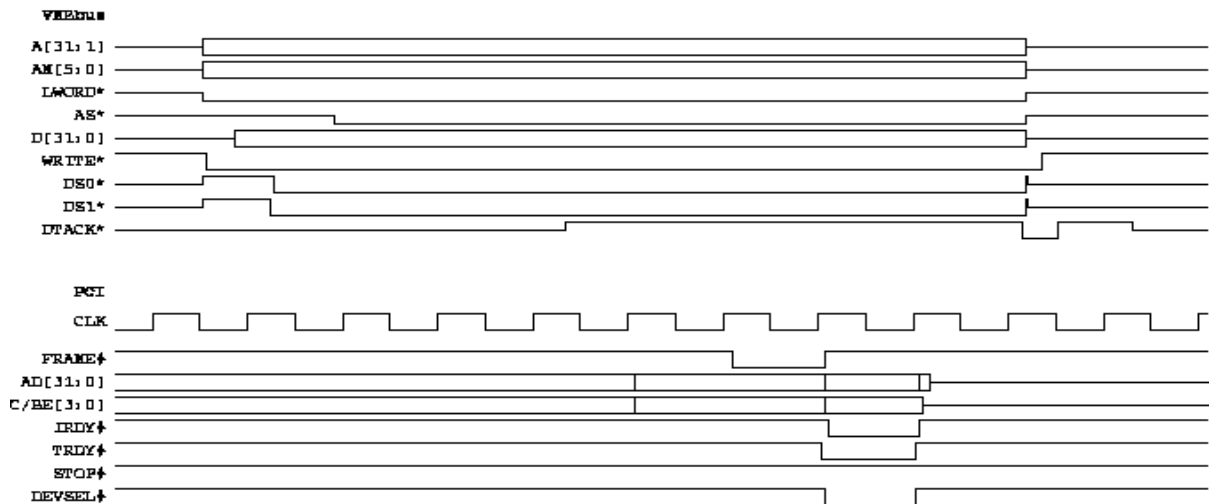 VMEbus
A[31:1]
AM[5:0]
LWORD*
AS*
D[31:0]
WRITE*
DS0*
DS1*
DTACK*
PCI
CLK
FRAME#
AD[31:0]
C/BE[3:0]
IRDY#
TRDY#
STOP#
DEVSEL#